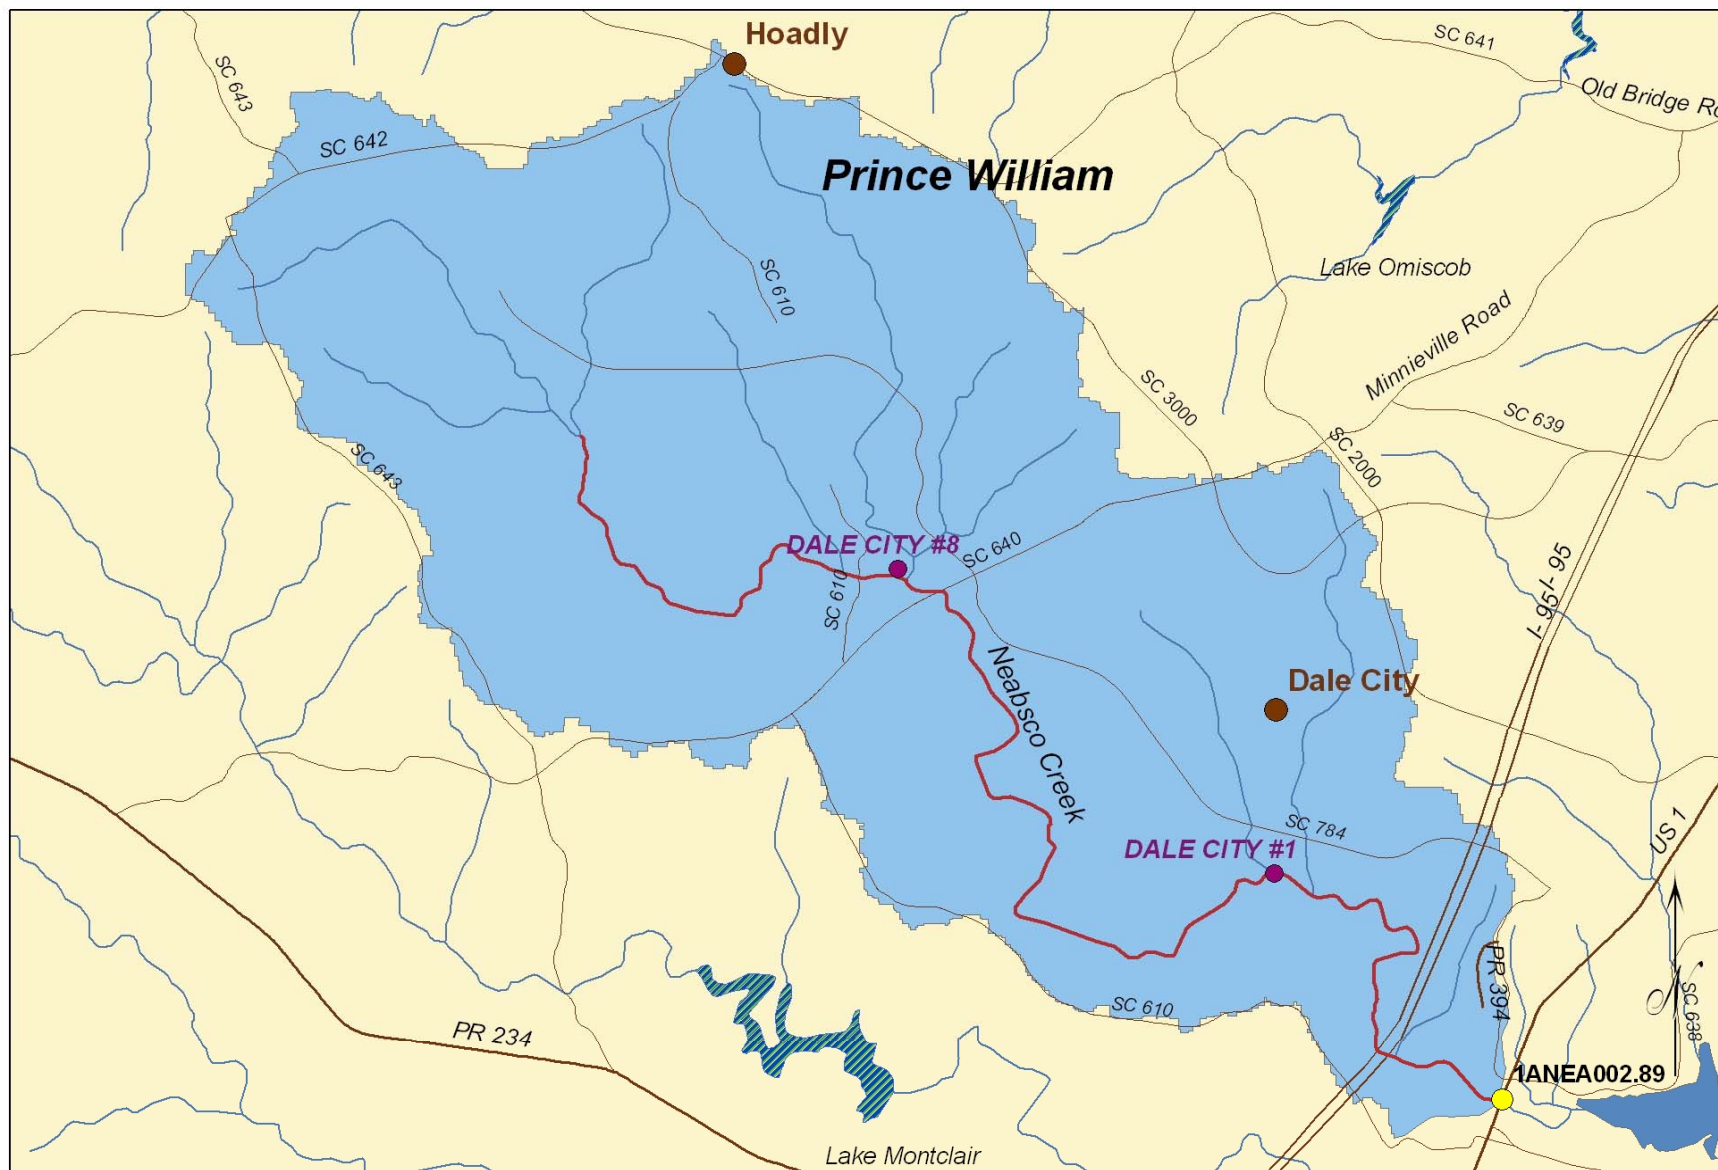 Hoadly
SC 641
SC 643
Old Bridge Ro
SC 642
Prince William
SC 610
Lake Omiscob
Minnieville Road
SC 3000
SC 639
SC 2000
SC 643
DALE CITY #8
SC 640
SC 610
I- 95
I- 95
Neabsco Creek
Dale City
SC 784
US 1
DALE CITY #1
PR 394
SC 610
SC 638
PR 234
1ANEA002.89
Lake Montclair